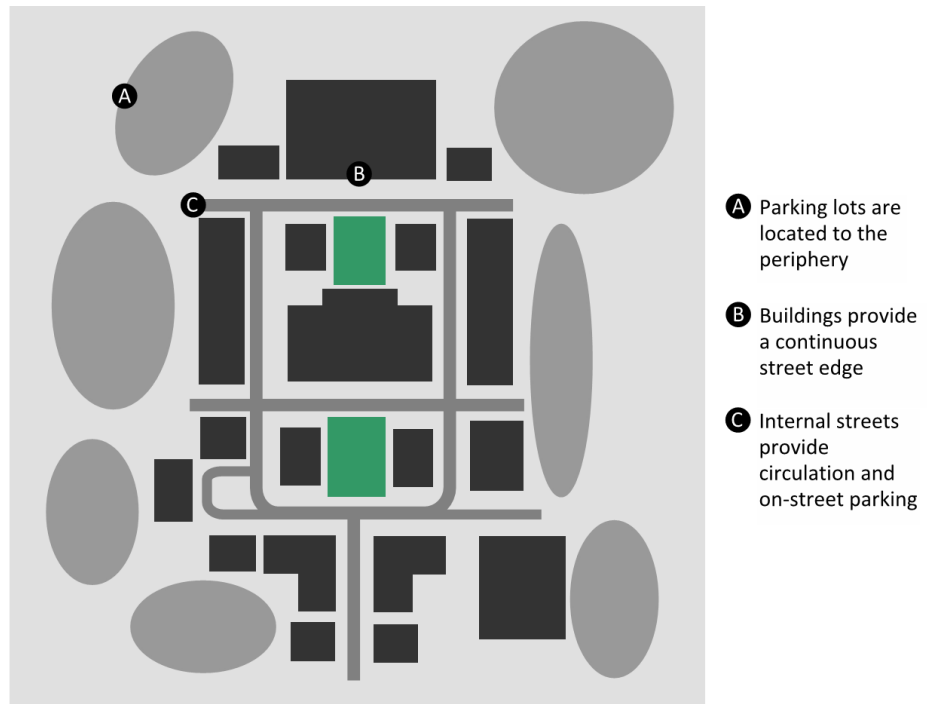 A
B
C
A Parking lots are
located to the
periphery
B Buildings provide
a continuous
street edge
C Internal streets
provide
circulation and
on-street parking